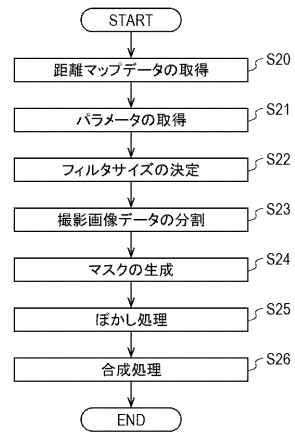 START
距離マップデータの取得 S20
パラメータの取得 S21
フィルタサイズの決定 S22
撮影画像データの分割 S23
マスクの生成 S24
ぼかし処理 S25
合成処理 S26
END